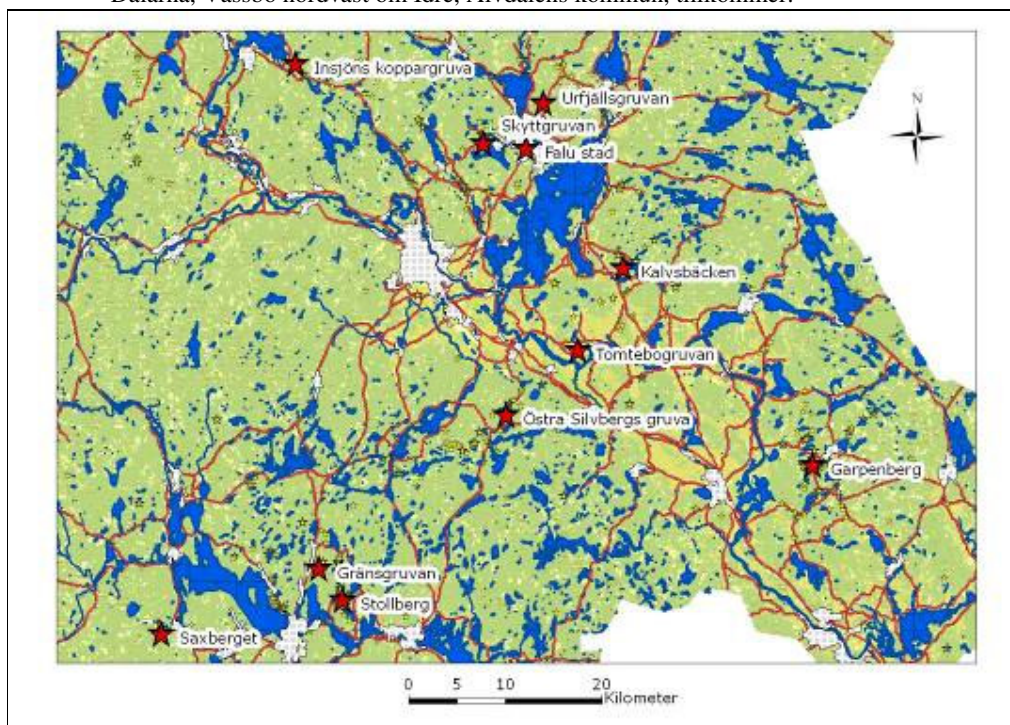 Dalarna, Vassbo nordväst om Idre, Älvdalens kommun, tillkommer.
Insjöns koppargruva
N
Urfjällsgruvan
Skyttgruvan
Falu stad
Kalvsbäcken
Tomtebogruvan
Östra Silvbergs gruva
Garpenberg
Gränsgruvan
Stollberg
Saxberget
0 5 10 20
Kilometer